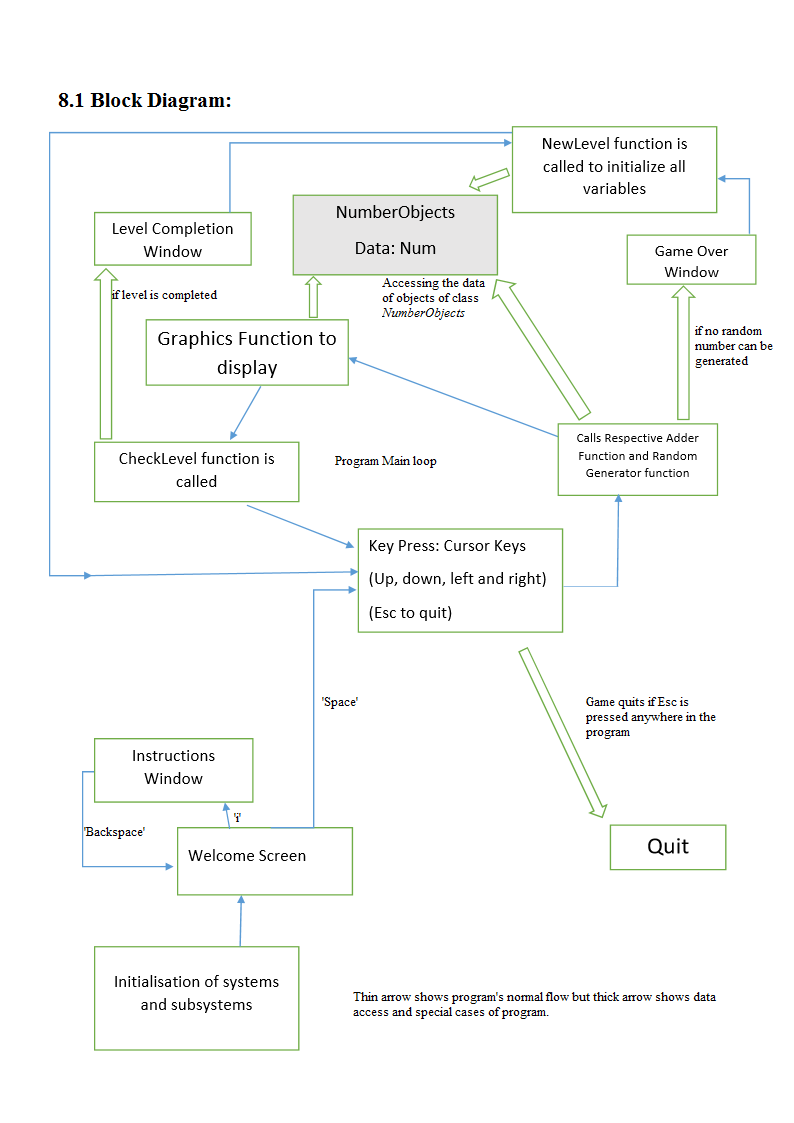 8.1 Block Diagram:
NewLevel function is
called to initialize all
variables
NumberObjects
Data: Num
Level Completion
Window
Game Over
Window
Accessing the data
of objects of class
NumberObjects
if level is completed
Graphics Function to
display
if no random
number can be
generated
Calls Respective Adder
Function and Random
Generator function
CheckLevel function is
called
Program Main loop
Key Press: Cursor Keys
(Up, down, left and right)
(Esc to quit)
'Space'
Game quits if Esc is
pressed anywhere in the
program
Instructions
Window
'i'
'Backspace'
Welcome Screen
Quit
Initialisation of systems
and subsystems
Thin arrow shows program's normal flow but thick arrow shows data
access and special cases of program.